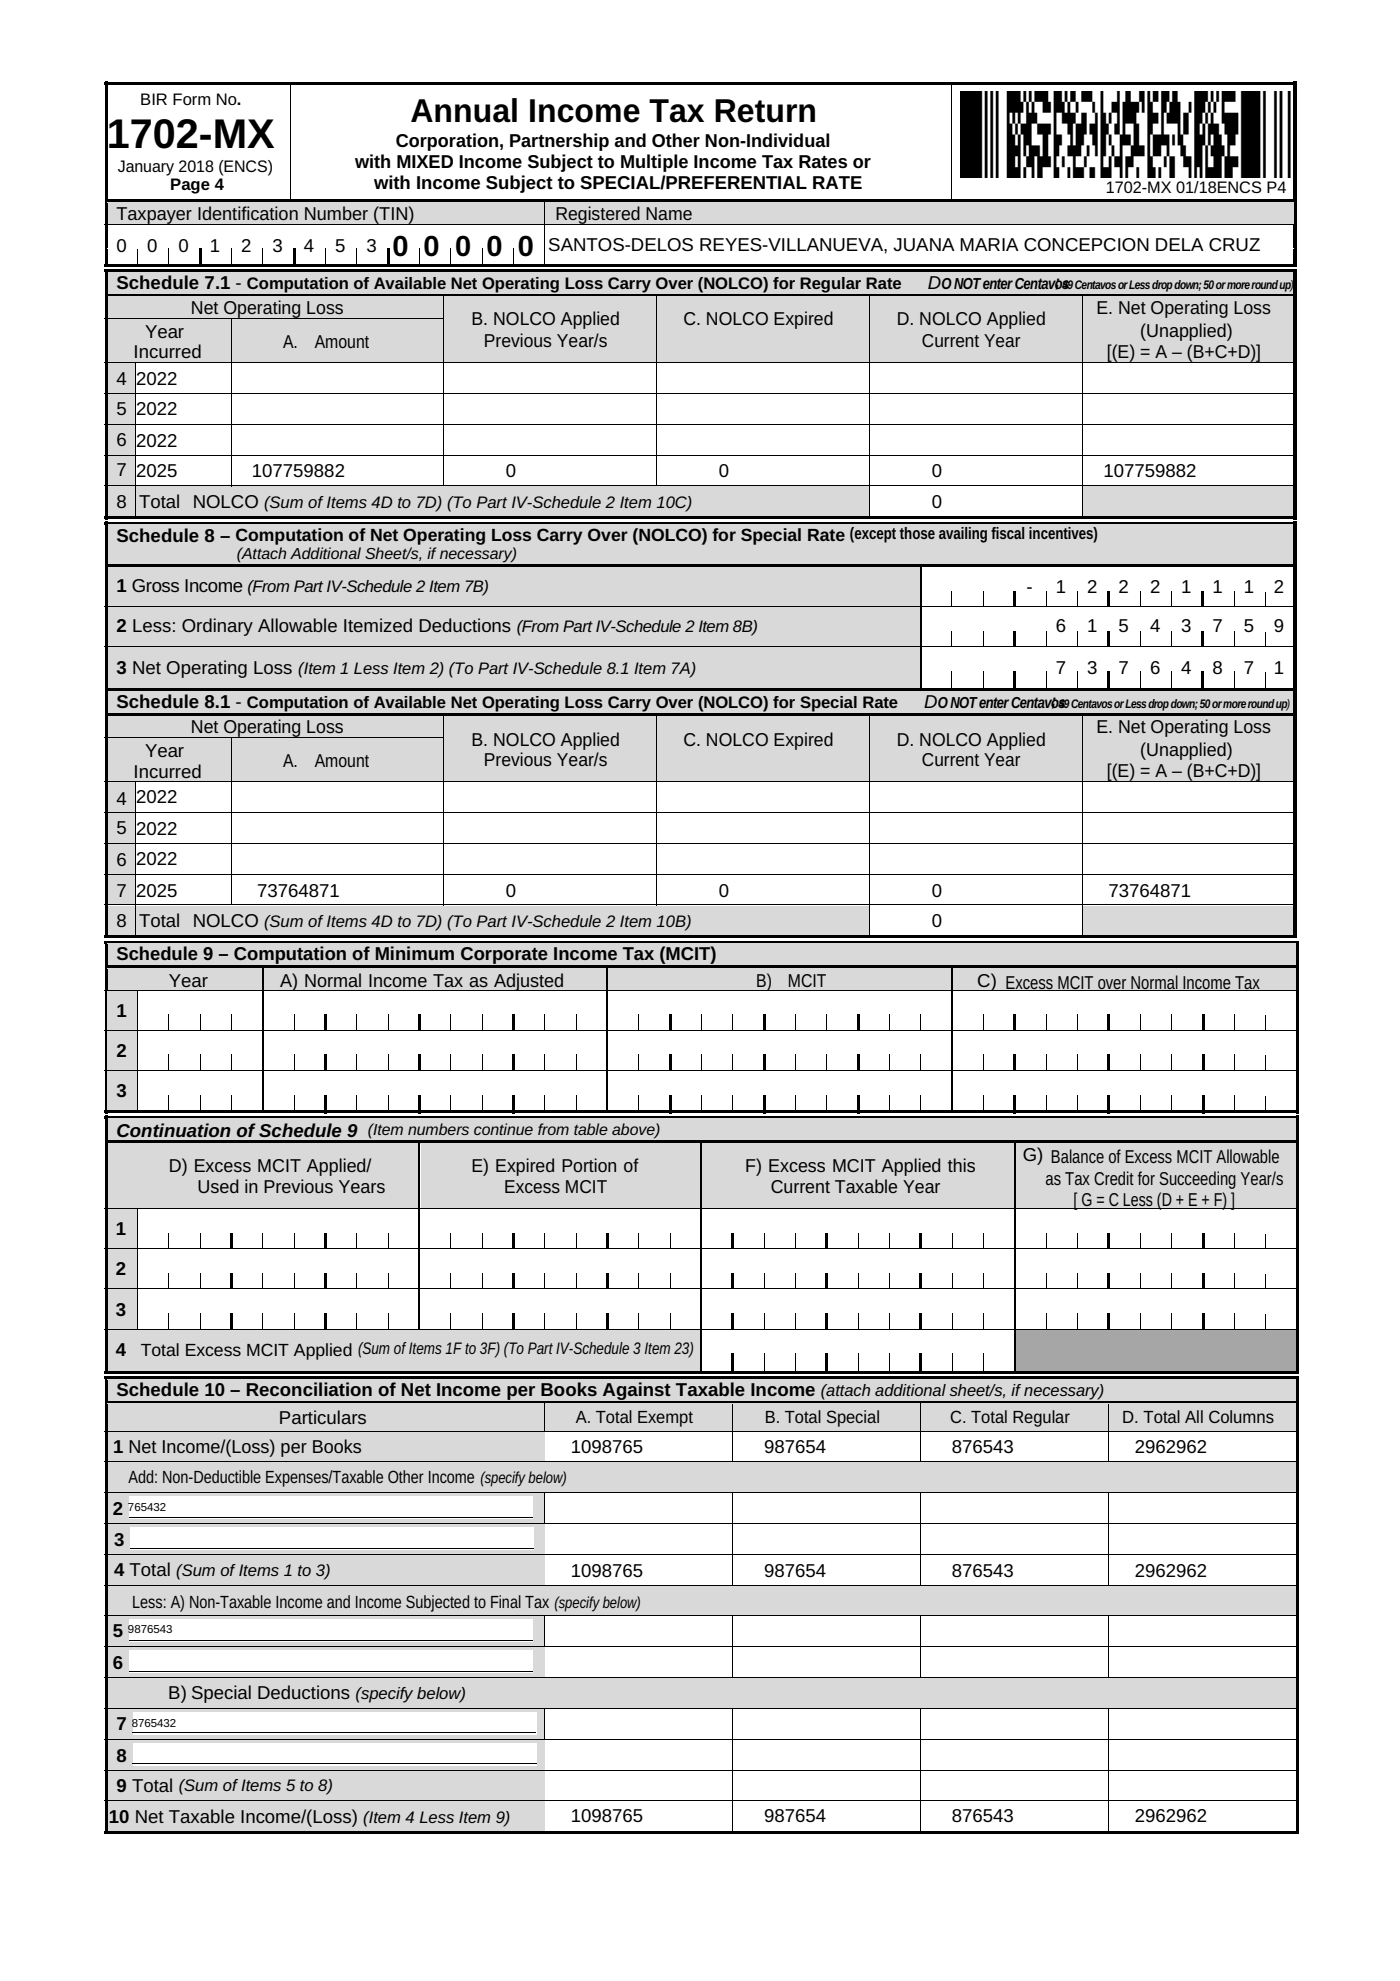 BIR Form No.
1702-MX
January 2018 (ENCS)
Page 4
Annual Income Tax Return
Corporation, Partnership and Other Non-Individual
with MIXED Income Subject to Multiple Income Tax Rates or
with Income Subject to SPECIAL/PREFERENTIAL RATE
1702-MX 01/18ENCS P4
Taxpayer Identification Number (TIN) Registered Name
0 0 0 1 2 3 4 5 3 0 0 0 0 0 SANTOS-DELOS REYES-VILLANUEVA, JUANA MARIA CONCEPCION DELA CRUZ
Schedule 7.1 - Computation of Available Net Operating Loss Carry Over (NOLCO) for Regular Rate DO NOT enter Centavos Centavos or Less drop down; 50 or more round up)
Net Operating Loss
Year Incurred
A. Amount
B. NOLCO Applied Previous Year/s
C. NOLCO Expired
D. NOLCO Applied Current Year
E. Net Operating Loss (Unapplied) [(E) = A – (B+C+D)]
4 2022
5 2022
6 2022
7 2025 107759882 0 0 0 107759882
8 Total NOLCO (Sum of Items 4D to 7D) (To Part IV-Schedule 2 Item 10C) 0
Schedule 8 – Computation of Net Operating Loss Carry Over (NOLCO) for Special Rate (except those availing fiscal incentives)
(Attach Additional Sheet/s, if necessary)
1 Gross Income (From Part IV-Schedule 2 Item 7B) - 1 2 2 2 1 1 1 2
2 Less: Ordinary Allowable Itemized Deductions (From Part IV-Schedule 2 Item 8B) 6 1 5 4 3 7 5 9
3 Net Operating Loss (Item 1 Less Item 2) (To Part IV-Schedule 8.1 Item 7A) 7 3 7 6 4 8 7 1
Schedule 8.1 - Computation of Available Net Operating Loss Carry Over (NOLCO) for Special Rate DO NOT enter Centavos Centavos or Less drop down; 50 or more round up)
Net Operating Loss
Year Incurred
A. Amount
B. NOLCO Applied Previous Year/s
C. NOLCO Expired
D. NOLCO Applied Current Year
E. Net Operating Loss (Unapplied) [(E) = A – (B+C+D)]
4 2022
5 2022
6 2022
7 2025 73764871 0 0 0 73764871
8 Total NOLCO (Sum of Items 4D to 7D) (To Part IV-Schedule 2 Item 10B) 0
Schedule 9 – Computation of Minimum Corporate Income Tax (MCIT)
Year A) Normal Income Tax as Adjusted B) MCIT C) Excess MCIT over Normal Income Tax
1
2
3
Continuation of Schedule 9 (Item numbers continue from table above)
D) Excess MCIT Applied/ Used in Previous Years
E) Expired Portion of Excess MCIT
F) Excess MCIT Applied this Current Taxable Year
G) Balance of Excess MCIT Allowable as Tax Credit for Succeeding Year/s [ G = C Less (D + E + F) ]
1
2
3
4 Total Excess MCIT Applied (Sum of Items 1F to 3F) (To Part IV-Schedule 3 Item 23)
Schedule 10 – Reconciliation of Net Income per Books Against Taxable Income (attach additional sheet/s, if necessary)
Particulars A. Total Exempt B. Total Special C. Total Regular D. Total All Columns
1 Net Income/(Loss) per Books 1098765 987654 876543 2962962
Add: Non-Deductible Expenses/Taxable Other Income (specify below)
2 765432
3
4 Total (Sum of Items 1 to 3) 1098765 987654 876543 2962962
Less: A) Non-Taxable Income and Income Subjected to Final Tax (specify below)
5 9876543
6
B) Special Deductions (specify below)
7 8765432
8
9 Total (Sum of Items 5 to 8)
10 Net Taxable Income/(Loss) (Item 4 Less Item 9) 1098765 987654 876543 2962962